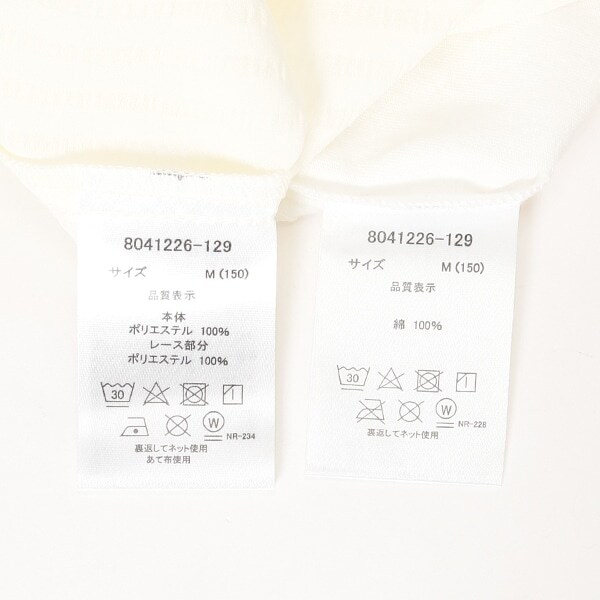 8041226-129
サイズ M(150)
品質表示
本体
ポリエステル 100%
レース部分
ポリエステル 100%
30
W
NR-234
裏返してネット使用
あて布使用
8041226-129
サイズ M(150)
品質表示
綿 100%
30
W
NR-228
裏返してネット使用